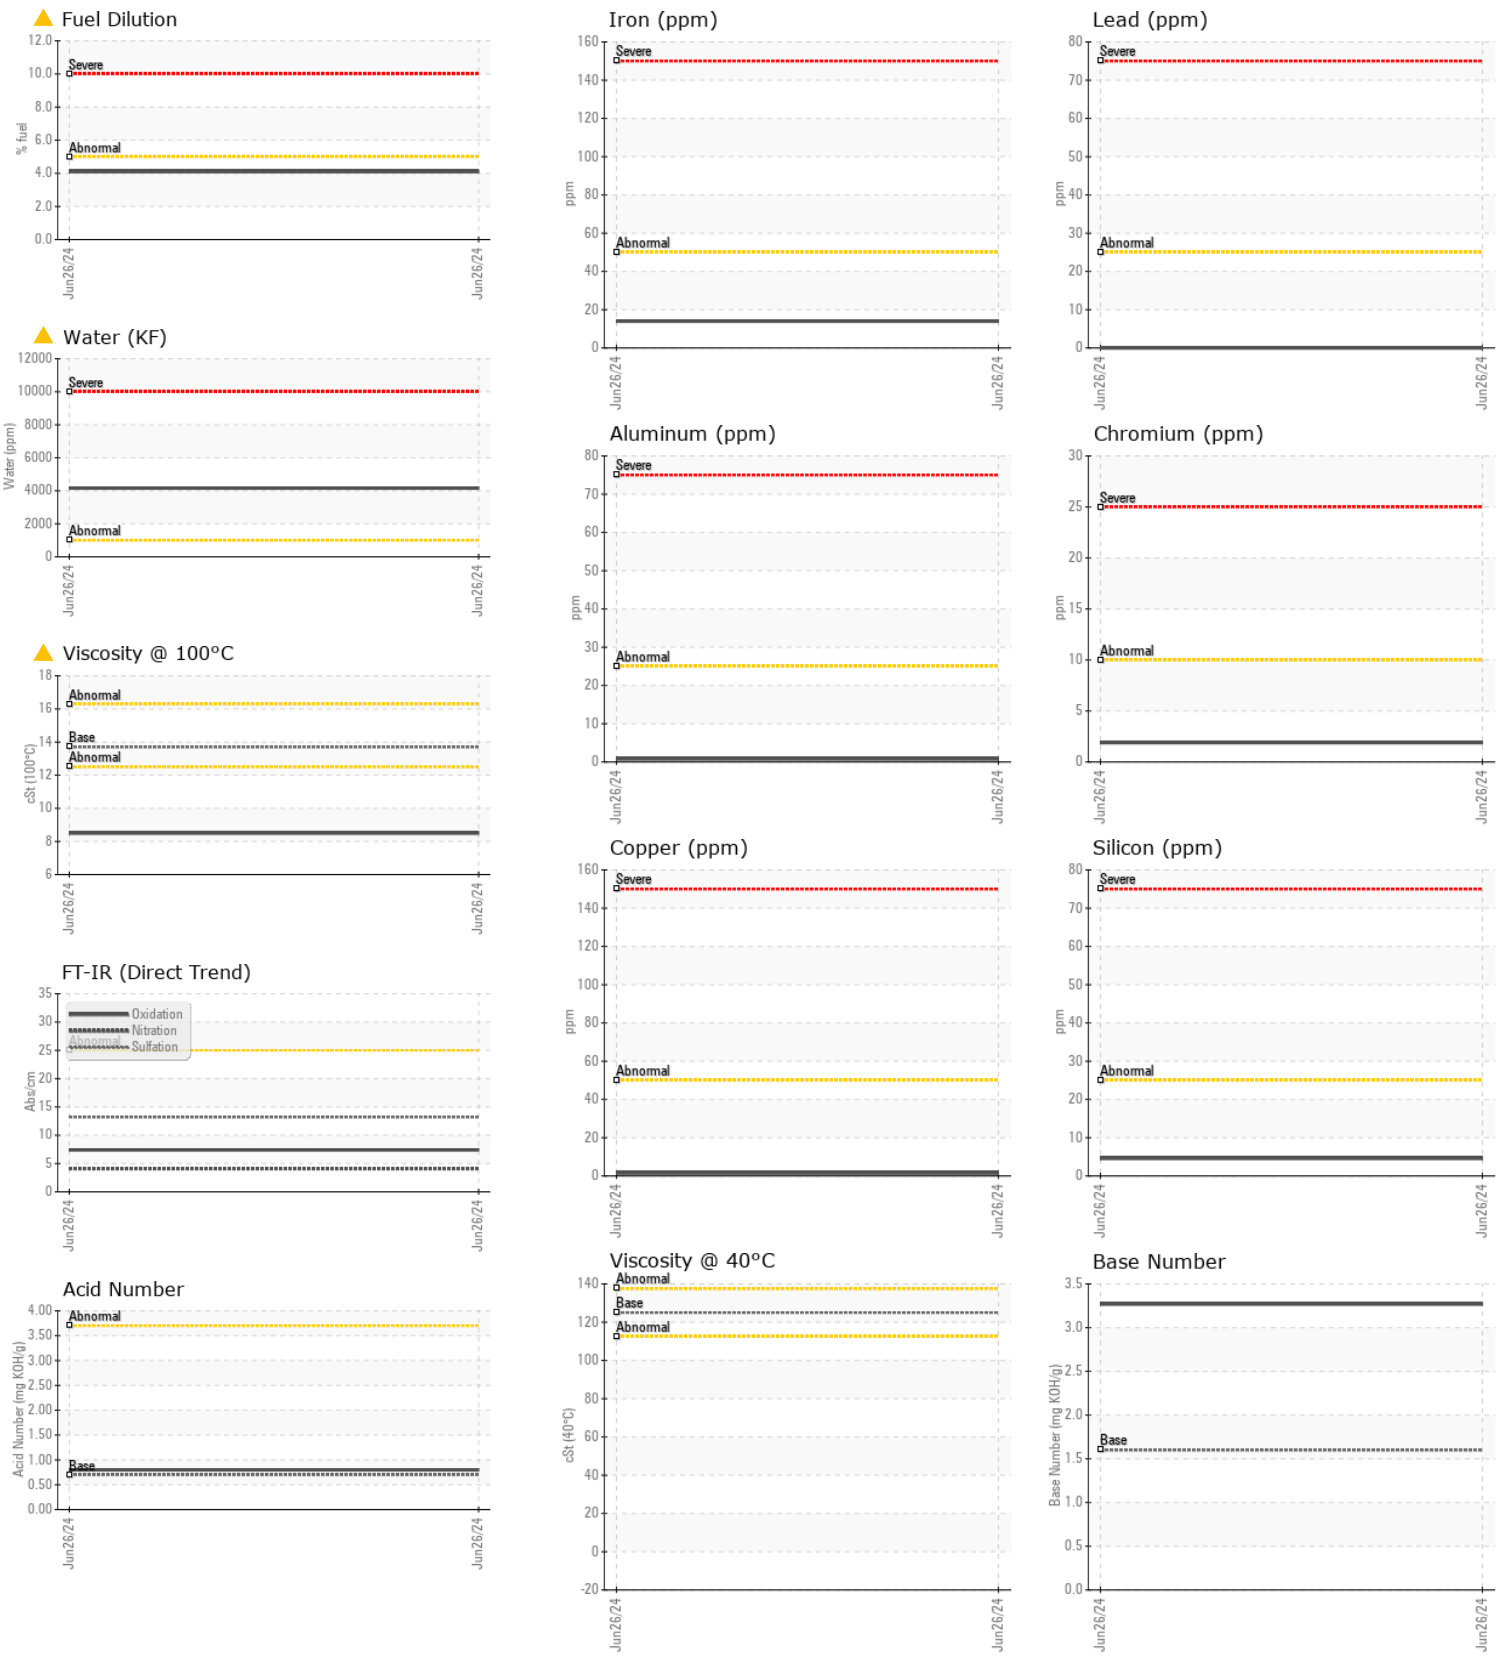 Fuel Dilution
12.0
10.0
8.0
6.0
4.0
2.0
0.0
% fuel
Severe
Abnormal
Jun26/24
Jun26/24
Water (KF)
12000
10000
8000
6000
4000
2000
0
Water (ppm)
Severe
Abnormal
Jun26/24
Jun26/24
Viscosity @ 100°C
18
16
14
12
10
8
6
cSt (100°C)
Abnormal
Base
Abnormal
Jun26/24
Jun26/24
FT-IR (Direct Trend)
35
30
25
20
15
10
5
0
Abs/cm
Oxidation
Nitration
Abnormal
Sulfation
Jun26/24
Jun26/24
Acid Number
4.00
3.50
3.00
2.50
2.00
1.50
1.00
0.50
0.00
Acid Number (mg KOH/g)
Abnormal
Base
Jun26/24
Jun26/24
Iron (ppm)
160
140
120
100
80
60
40
20
0
ppm
Severe
Abnormal
Jun26/24
Jun26/24
Lead (ppm)
80
70
60
50
40
30
20
10
0
ppm
Severe
Abnormal
Jun26/24
Jun26/24
Aluminum (ppm)
80
70
60
50
40
30
20
10
0
ppm
Severe
Abnormal
Jun26/24
Jun26/24
Chromium (ppm)
30
25
20
15
10
5
0
ppm
Severe
Abnormal
Jun26/24
Jun26/24
Copper (ppm)
160
140
120
100
80
60
40
20
0
ppm
Severe
Abnormal
Jun26/24
Jun26/24
Silicon (ppm)
80
70
60
50
40
30
20
10
0
ppm
Severe
Abnormal
Jun26/24
Jun26/24
Viscosity @ 40°C
140
120
100
80
60
40
20
0
-20
cSt (40°C)
Abnormal
Base
Abnormal
Jun26/24
Jun26/24
Base Number
3.5
3.0
2.5
2.0
1.5
1.0
0.5
0.0
Base Number (mg KOH/g)
Base
Jun26/24
Jun26/24